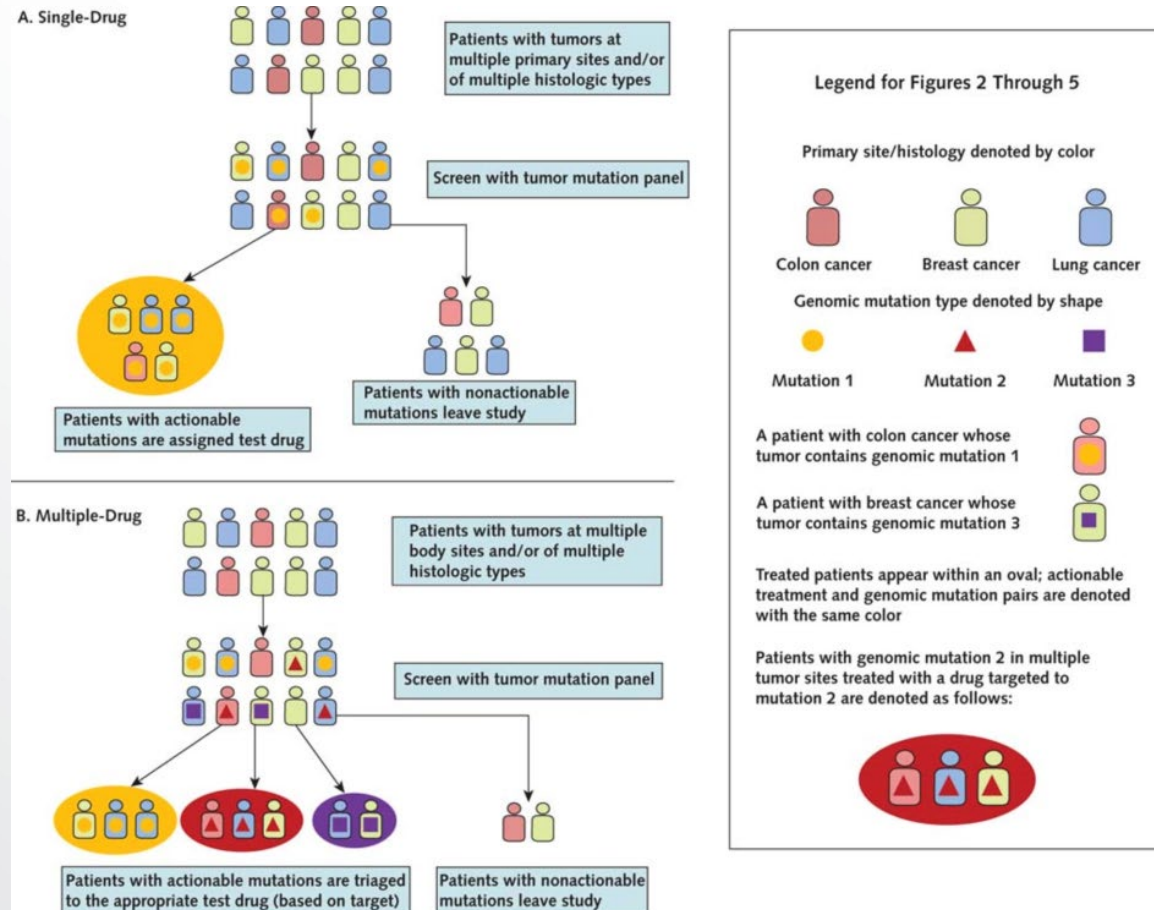 A. Single-Drug
Patients with tumors at
multiple primary sites and/or
of multiple histologic types
Screen with tumor mutation panel
Patients with actionable
mutations are assigned test drug
Patients with nonactionable
mutations leave study
B. Multiple-Drug
Patients with tumors at multiple
body sites and/or of multiple
histologic types
Screen with tumor mutation panel
Patients with actionable mutations are triaged
to the appropriate test drug (based on target)
Patients with nonactionable
mutations leave study
Legend for Figures 2 Through 5
Primary site/histology denoted by color
Colon cancer
Breast cancer
Lung cancer
Genomic mutation type denoted by shape
Mutation 1
Mutation 2
Mutation 3
A patient with colon cancer whose
tumor contains genomic mutation 1
A patient with breast cancer whose
tumor contains genomic mutation 3
Treated patients appear within an oval; actionable
treatment and genomic mutation pairs are denoted
with the same color
Patients with genomic mutation 2 in multiple
tumor sites treated with a drug targeted to
mutation 2 are denoted as follows: